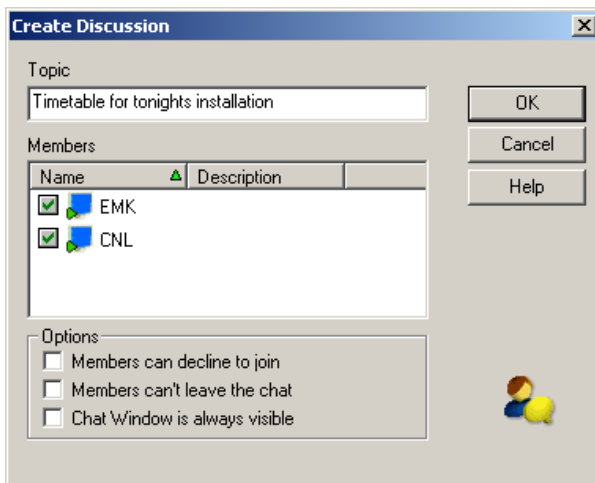 Create Discussion
Topic
Timetable for tonights installation
OK
Members
Cancel
Name Description
Help
EMK
CNL
Options
Members can decline to join
Members can't leave the chat
Chat Window is always visible